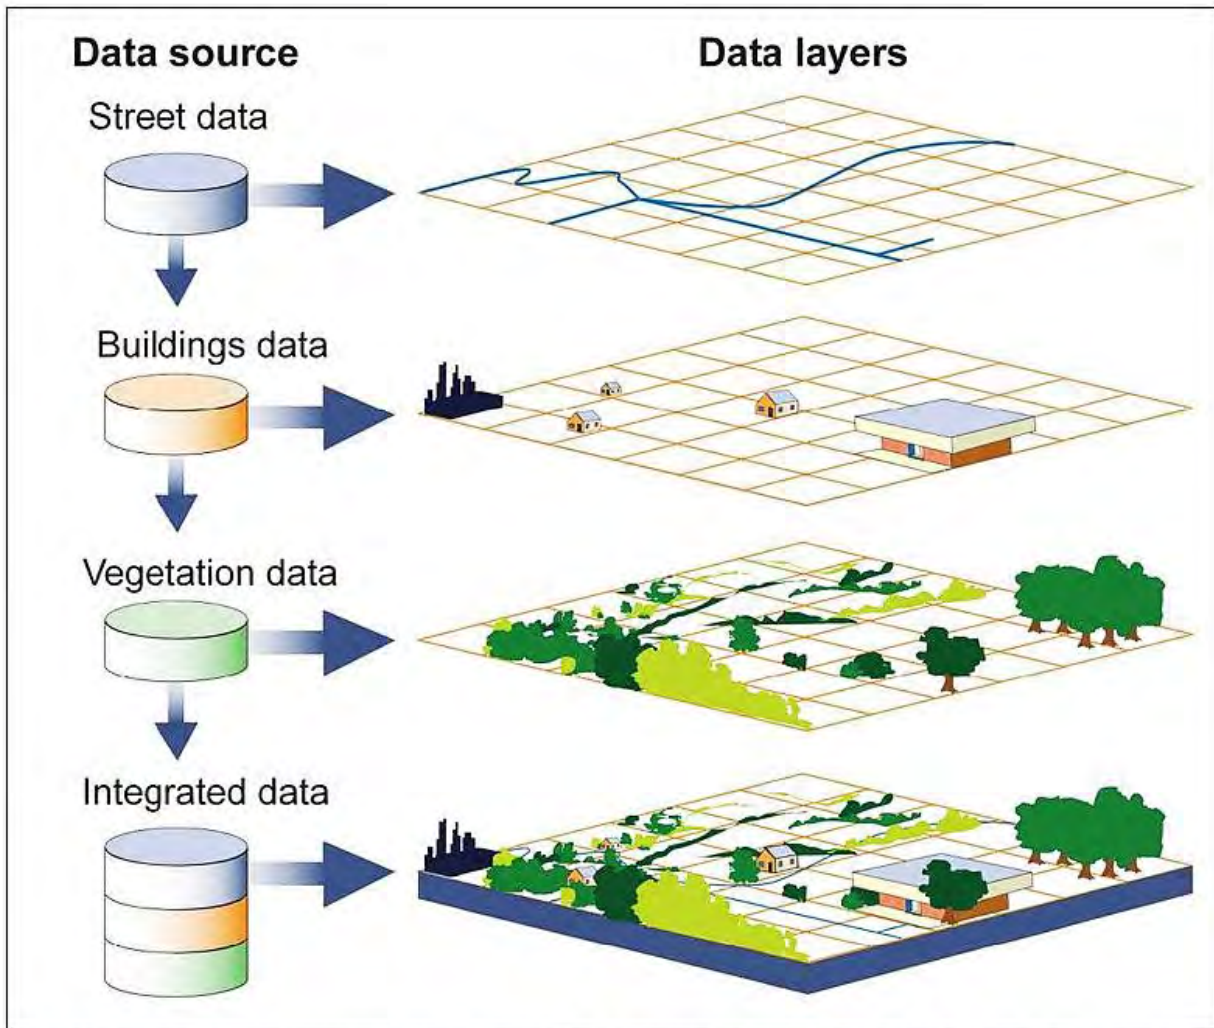 Data source
Data layers
Street data
Buildings data
Vegetation data
Integrated data